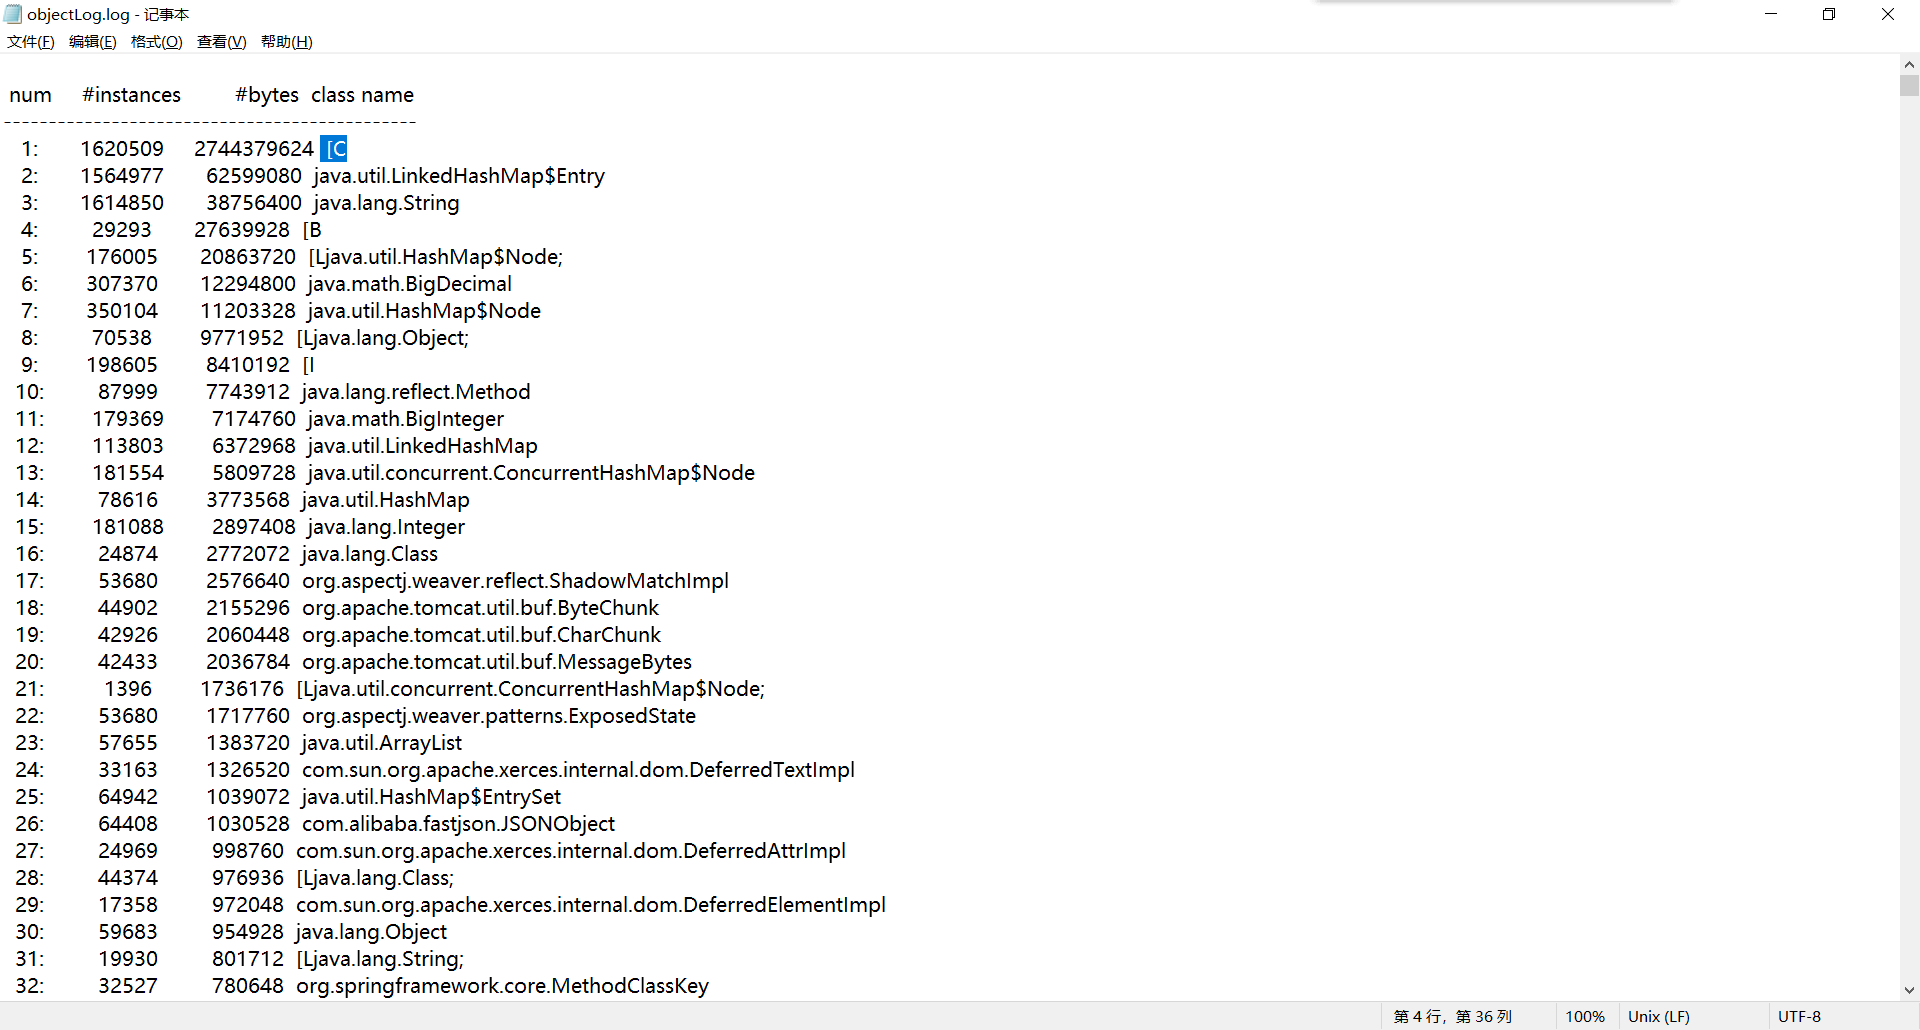 objectLog.log - 记事本
文件(F) 编辑(E) 格式(O) 查看(V) 帮助(H)
num #instances #bytes class name
----------------------------------------------
1: 1620509 2744379624 [C
2: 1564977 62599080 java.util.LinkedHashMap$Entry
3: 1614850 38756400 java.lang.String
4: 29293 27639928 [B
5: 176005 20863720 [Ljava.util.HashMap$Node;
6: 307370 12294800 java.math.BigDecimal
7: 350104 11203328 java.util.HashMap$Node
8: 70538 9771952 [Ljava.lang.Object;
9: 198605 8410192 [I
10: 87999 7743912 java.lang.reflect.Method
11: 179369 7174760 java.math.BigInteger
12: 113803 6372968 java.util.LinkedHashMap
13: 181554 5809728 java.util.concurrent.ConcurrentHashMap$Node
14: 78616 3773568 java.util.HashMap
15: 181088 2897408 java.lang.Integer
16: 24874 2772072 java.lang.Class
17: 53680 2576640 org.aspectj.weaver.reflect.ShadowMatchImpl
18: 44902 2155296 org.apache.tomcat.util.buf.ByteChunk
19: 42926 2060448 org.apache.tomcat.util.buf.CharChunk
20: 42433 2036784 org.apache.tomcat.util.buf.MessageBytes
21: 1396 1736176 [Ljava.util.concurrent.ConcurrentHashMap$Node;
22: 53680 1717760 org.aspectj.weaver.patterns.ExposedState
23: 57655 1383720 java.util.ArrayList
24: 33163 1326520 com.sun.org.apache.xerces.internal.dom.DeferredTextImpl
25: 64942 1039072 java.util.HashMap$EntrySet
26: 64408 1030528 com.alibaba.fastjson.JSONObject
27: 24969 998760 com.sun.org.apache.xerces.internal.dom.DeferredAttrImpl
28: 44374 976936 [Ljava.lang.Class;
29: 17358 972048 com.sun.org.apache.xerces.internal.dom.DeferredElementImpl
30: 59683 954928 java.lang.Object
31: 19930 801712 [Ljava.lang.String;
32: 32527 780648 org.springframework.core.MethodClassKey
第 4 行，第 36 列 100% Unix (LF) UTF-8